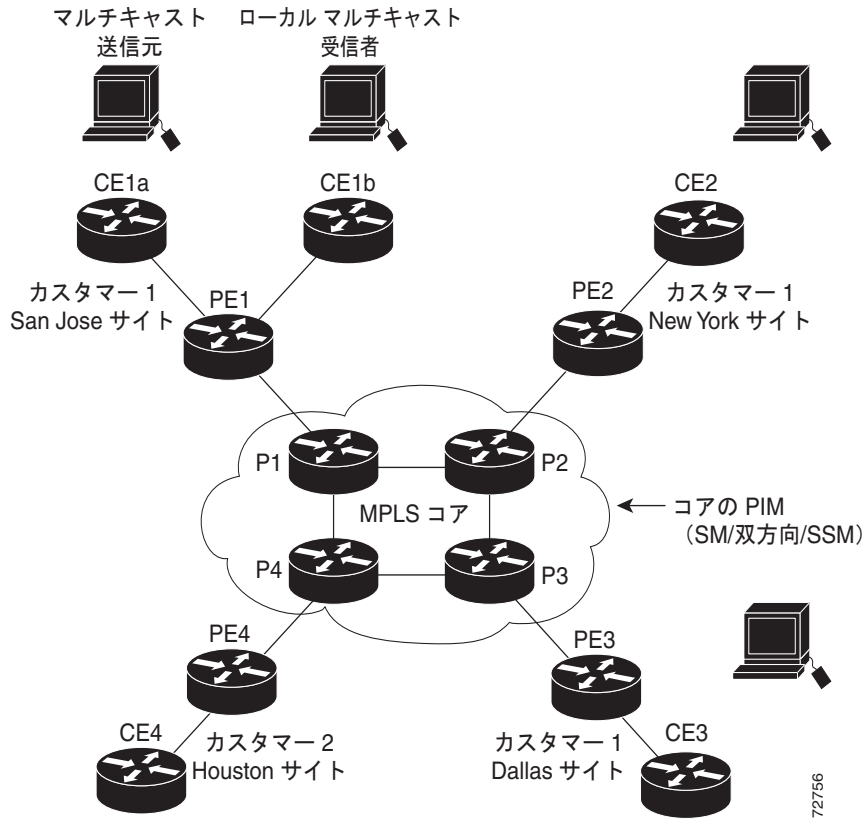 マルチキャスト
送信元
ローカル マルチキャスト
受信者
CE1a
CE1b
CE2
カスタマー 1
San Jose サイト
PE1
PE2
カスタマー 1
New York サイト
P1
P2
MPLS コア
コアの PIM
（SM/双方向/SSM）
P4
P3
PE4
PE3
CE4
カスタマー 2
Houston サイト
カスタマー 1
Dallas サイト
CE3
72756